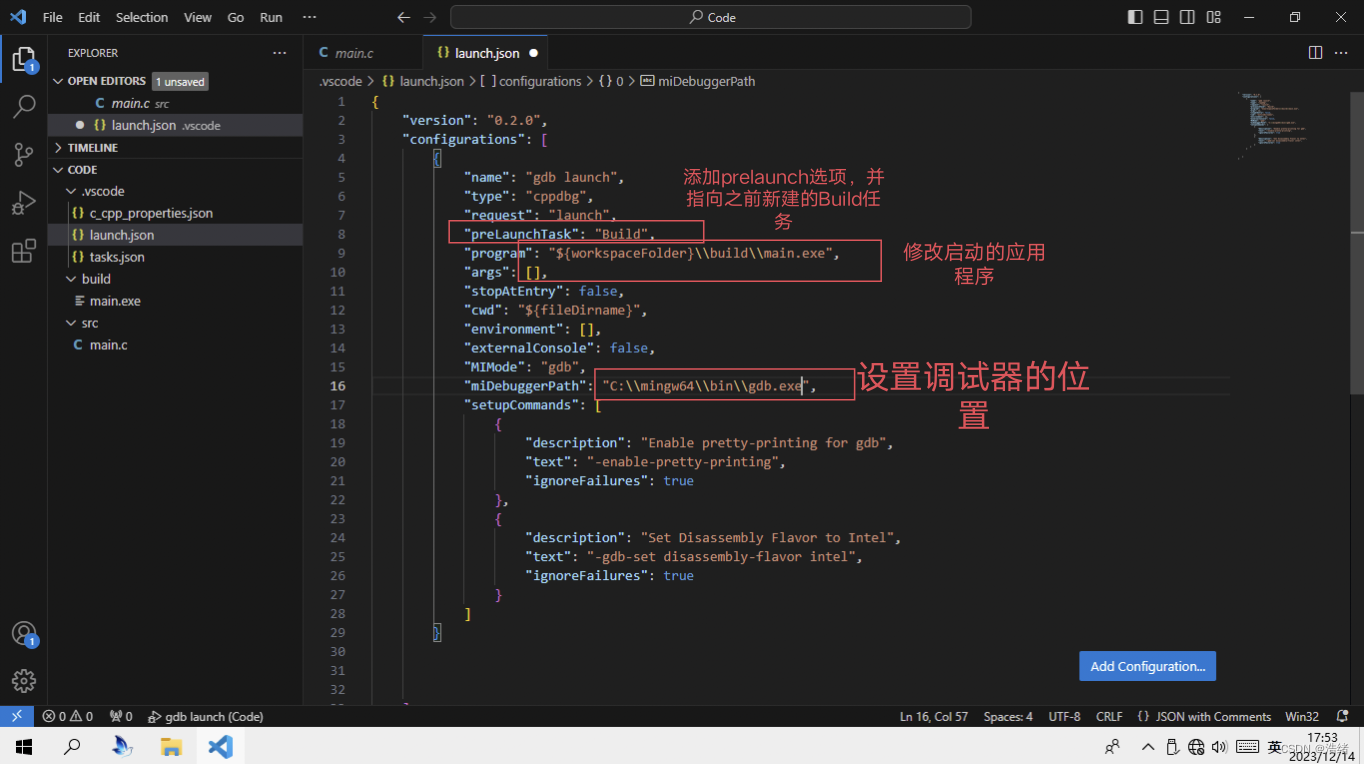 File Edit Selection View Go Run ··· Code
EXPLORER ···
OPEN EDITORS 1 unsaved
C main.c src
{} launch.json .vscode
TIMELINE
CODE
.vscode
{} c_cpp_properties.json
{} launch.json
{} tasks.json
build
main.exe
src
C main.c
C main.c {} launch.json
.vscode > {} launch.json > [ ] configurations > {} 0 > abc miDebuggerPath
1 {
2 "version": "0.2.0",
3 "configurations": [
4 {
5 "name": "gdb launch",
6 "type": "cppdbg",
7 "request": "launch",
8 "preLaunchTask": "Build",
9 "program": "${workspaceFolder}\\build\\main.exe",
10 "args": [],
11 "stopAtEntry": false,
12 "cwd": "${fileDirname}",
13 "environment": [],
14 "externalConsole": false,
15 "MIMode": "gdb",
16 "miDebuggerPath": "C:\\mingw64\\bin\\gdb.exe",
17 "setupCommands": [
18 {
19 "description": "Enable pretty-printing for gdb",
20 "text": "-enable-pretty-printing",
21 "ignoreFailures": true
22 },
23 {
24 "description": "Set Disassembly Flavor to Intel",
25 "text": "-gdb-set disassembly-flavor intel",
26 "ignoreFailures": true
27 }
28 ]
29 }
30
31
32
添加prelaunch选项，并
指向之前新建的Build任
务
修改启动的应用
程序
设置调试器的位
置
Add Configuration...
1
1
0 0 0 gdb launch (Code) Ln 16, Col 57 Spaces: 4 UTF-8 CRLF {} JSON with Comments Win32
英 17:53
CSDN @浩绪
2023/12/14